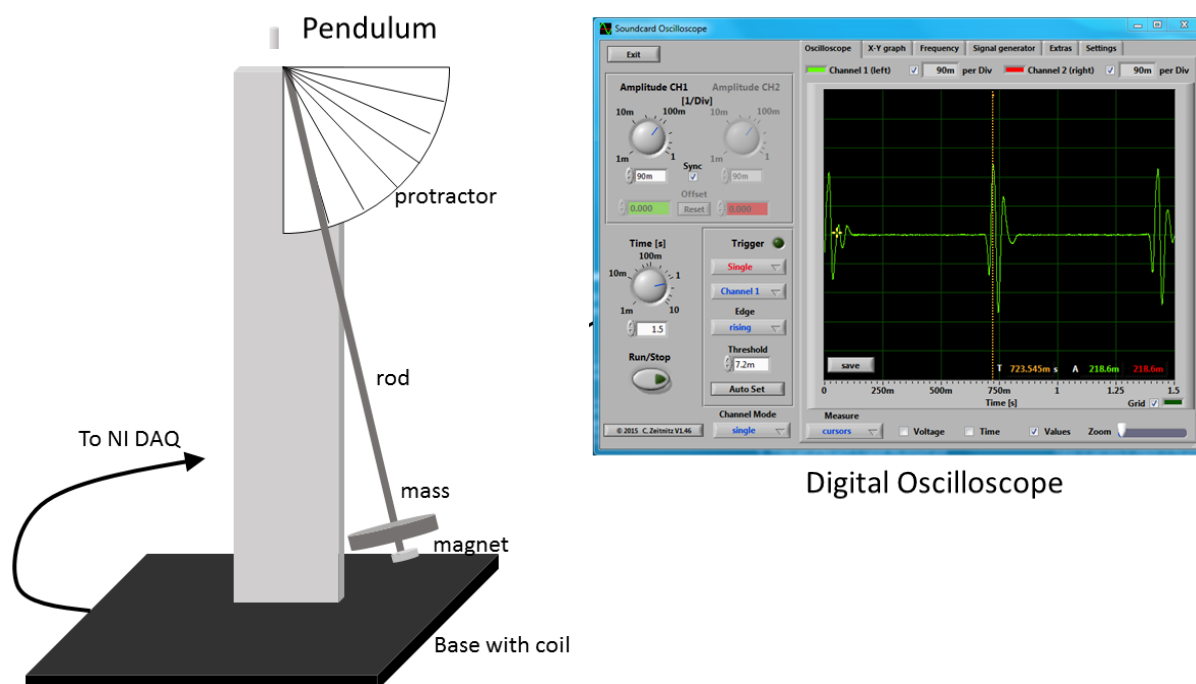 Pendulum
protractor
rod
To NI DAQ
mass
magnet
Base with coil
Soundcard Oscilloscope
Exit
Oscilloscope X-Y graph Frequency Signal generator Extras Settings
Channel 1 (left) 90m per Div Channel 2 (right) 90m per Div
Amplitude CH1 Amplitude CH2
[1/Div]
10m 100m 10m 100m
1m 1 1m 1
Sync
90m 90m
Offset
0.000 Reset 0.000
Time [s]
100m
10m 1
1m 10
1.5
Run/Stop
Trigger
Single
Channel 1
Edge
rising
Threshold
7.2m
Auto Set
Channel Mode
single
© 2015 C. Zeitnitz V1.46
save
T 723.545m s A 218.6m 218.6m
0 250m 500m 750m 1 1.25 1.5
Time [s]
Grid
Measure
cursors Voltage Time Values Zoom
Digital Oscilloscope